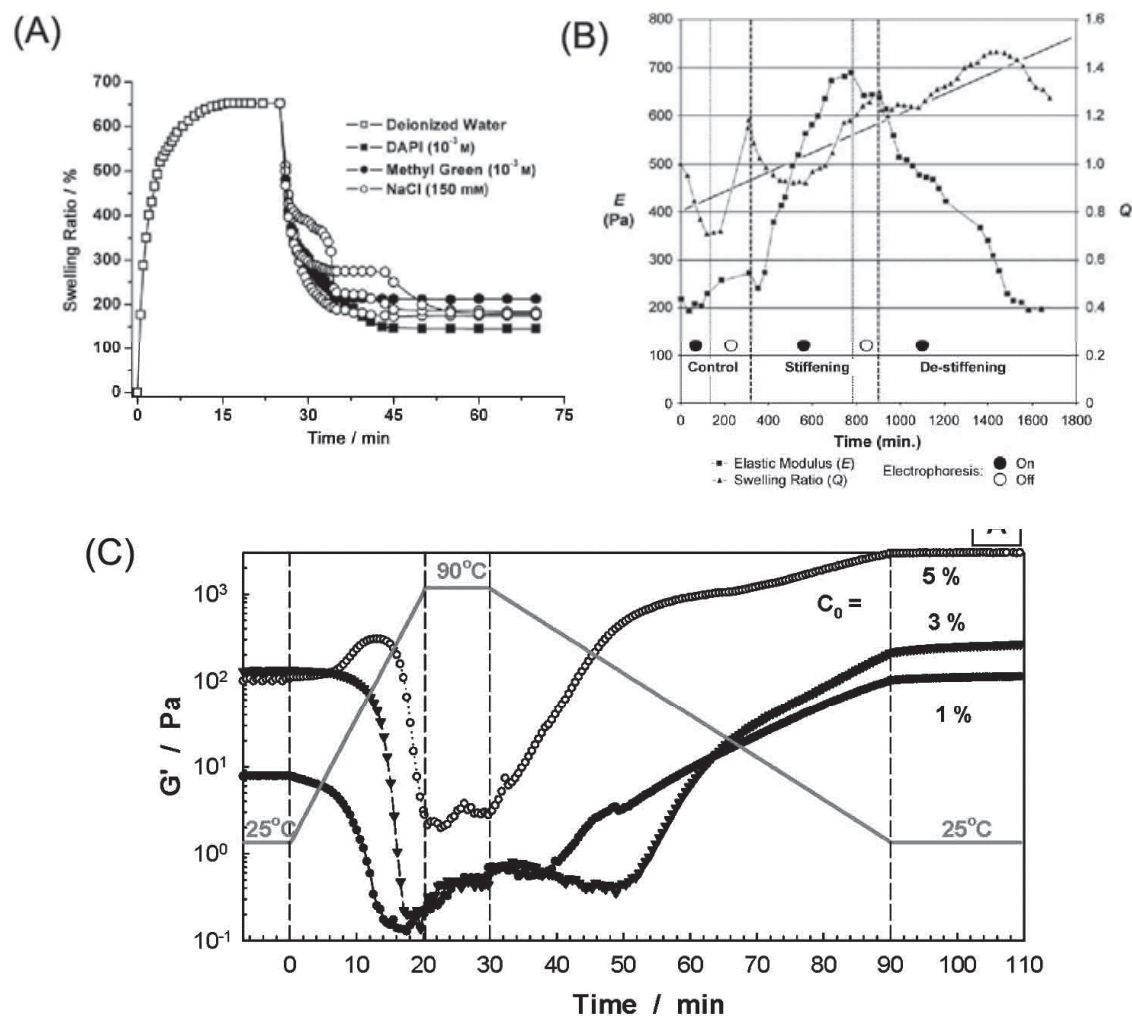 (A)
700
600
500
400
300
200
100
0
Swelling Ratio / %
Deionized Water
DAPI (10⁻³ M)
Methyl Green (10⁻³ M)
NaCl (150 mM)
0 15 30 45 60 75
Time / min
(B)
800
700
600
500
400
300
200
100
0
E
(Pa)
1.6
1.4
1.2
1.0
0.8
0.6
0.4
0.2
0
Q
Control Stiffening De-stiffening
0 200 400 600 800 1000 1200 1400 1600 1800
Time (min.)
Elastic Modulus (E)
Swelling Ratio (Q)
Electrophoresis:
On
Off
(C)
10³
10²
10¹
10⁰
10⁻¹
G' / Pa
25°C
90°C
25°C
C₀ =
5 %
3 %
1 %
0 10 20 30 40 50 60 70 80 90 100 110
Time / min